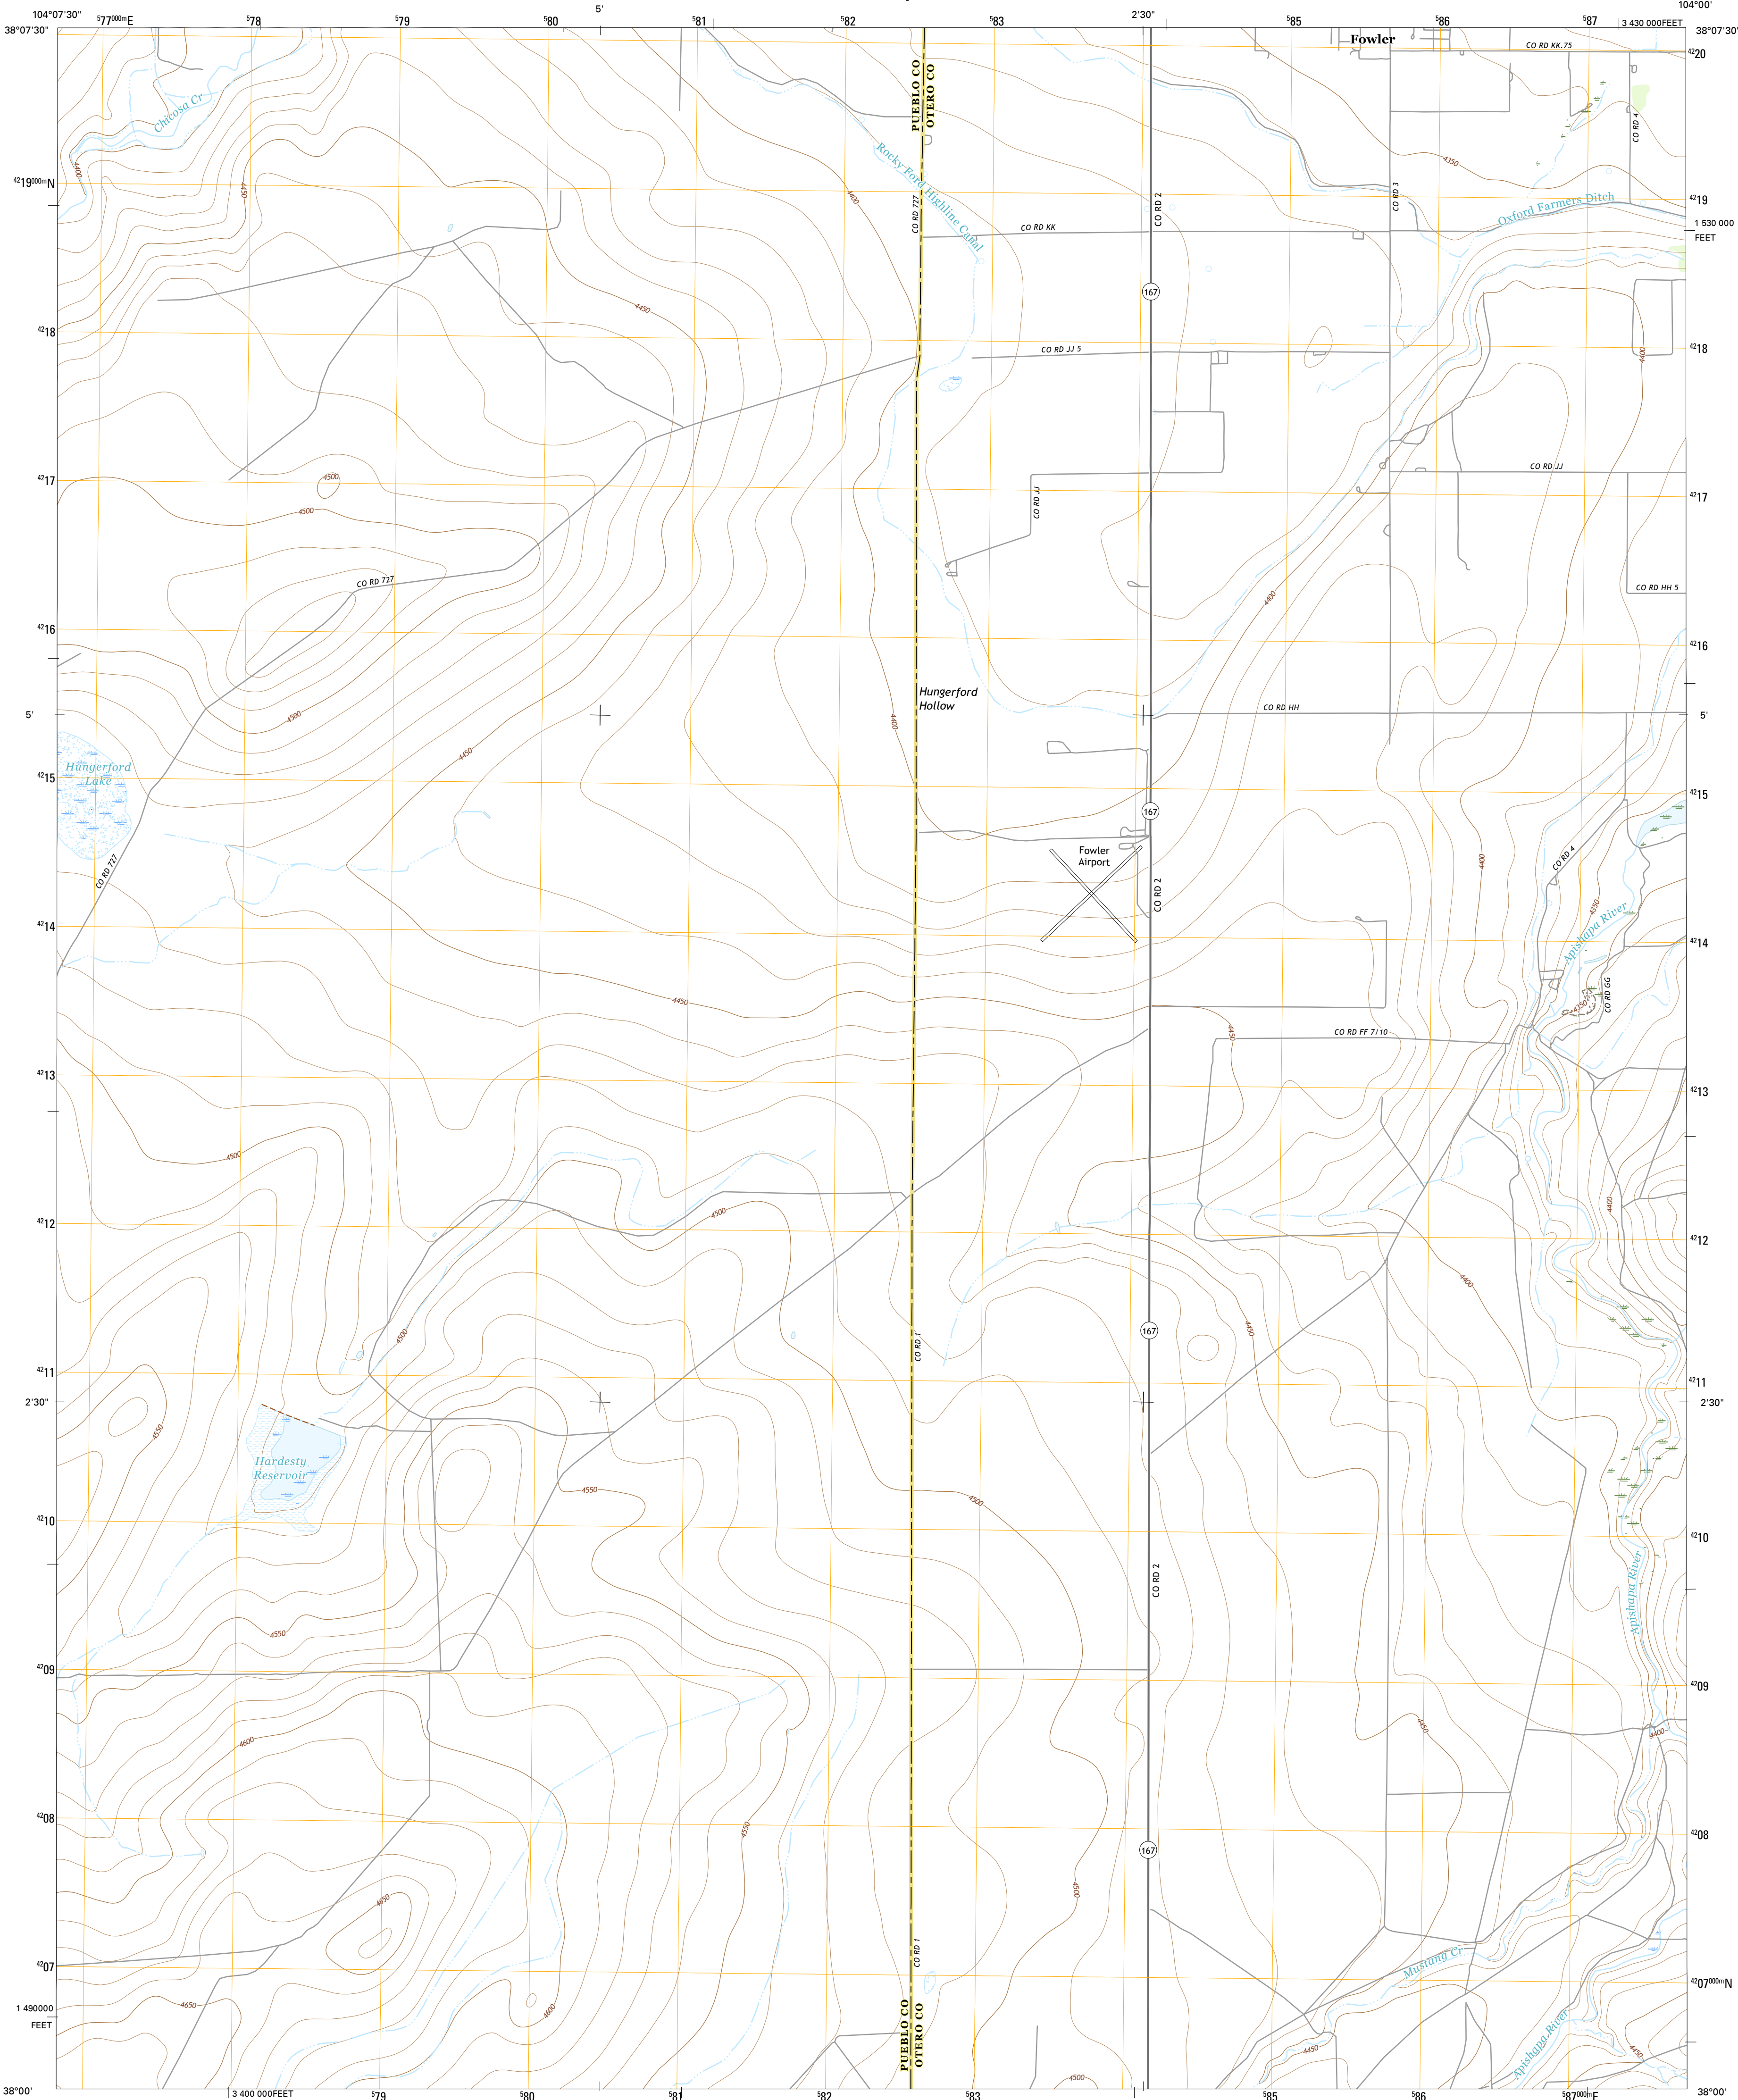 104°07'30"
5'
2'30"
104°00'
38°07'30"
577000mE
578
579
580
581
582
583
585
586
587
3 430 000FEET
38°07'30"
Fowler
CO RD KK.75
4220
PUEBLO CO
OTERO CO
Chicosa Cr
CO RD 4
4400
Rocky Ford Highline Canal
4350
4219000mN
4450
4400
CO RD 727
CO RD 2
CO RD 3
Oxford Farmers Ditch
4219
1 530 000
FEET
CO RD KK
167
4450
4218
CO RD JJ 5
4400
4218
4217
4500
4500
CO RD JJ
CO RD JJ
4217
CO RD 727
4400
CO RD HH 5
4216
4216
Hungerford
Hollow
CO RD HH
5'
5'
4500
4400
4450
Hungerford
Lake
4215
4215
167
Fowler
Airport
CO RD 727
4400
CO RD 4
CO RD 2
4350
Apishapa River
4214
4214
4450
4350
CO RD GG
4450
CO RD FF 7/10
4213
4213
4500
4400
4212
4500
4212
4400
4500
167
4450
CO RD 1
4211
4211
2'30"
2'30"
4550
Hardesty
Reservoir
4550
4500
4210
4210
CO RD 2
Apishapa River
4550
4209
4209
4450
4400
4600
4208
4550
4208
167
4650
4500
CO RD 1
Mustang Cr
4207
4207000mN
4650
4600
1 490000
FEET
PUEBLO CO
OTERO CO
Apishapa River
4450
4450
4500
38°00'
3 400 000FEET
579
580
581
582
583
585
586
587000mE
38°00'